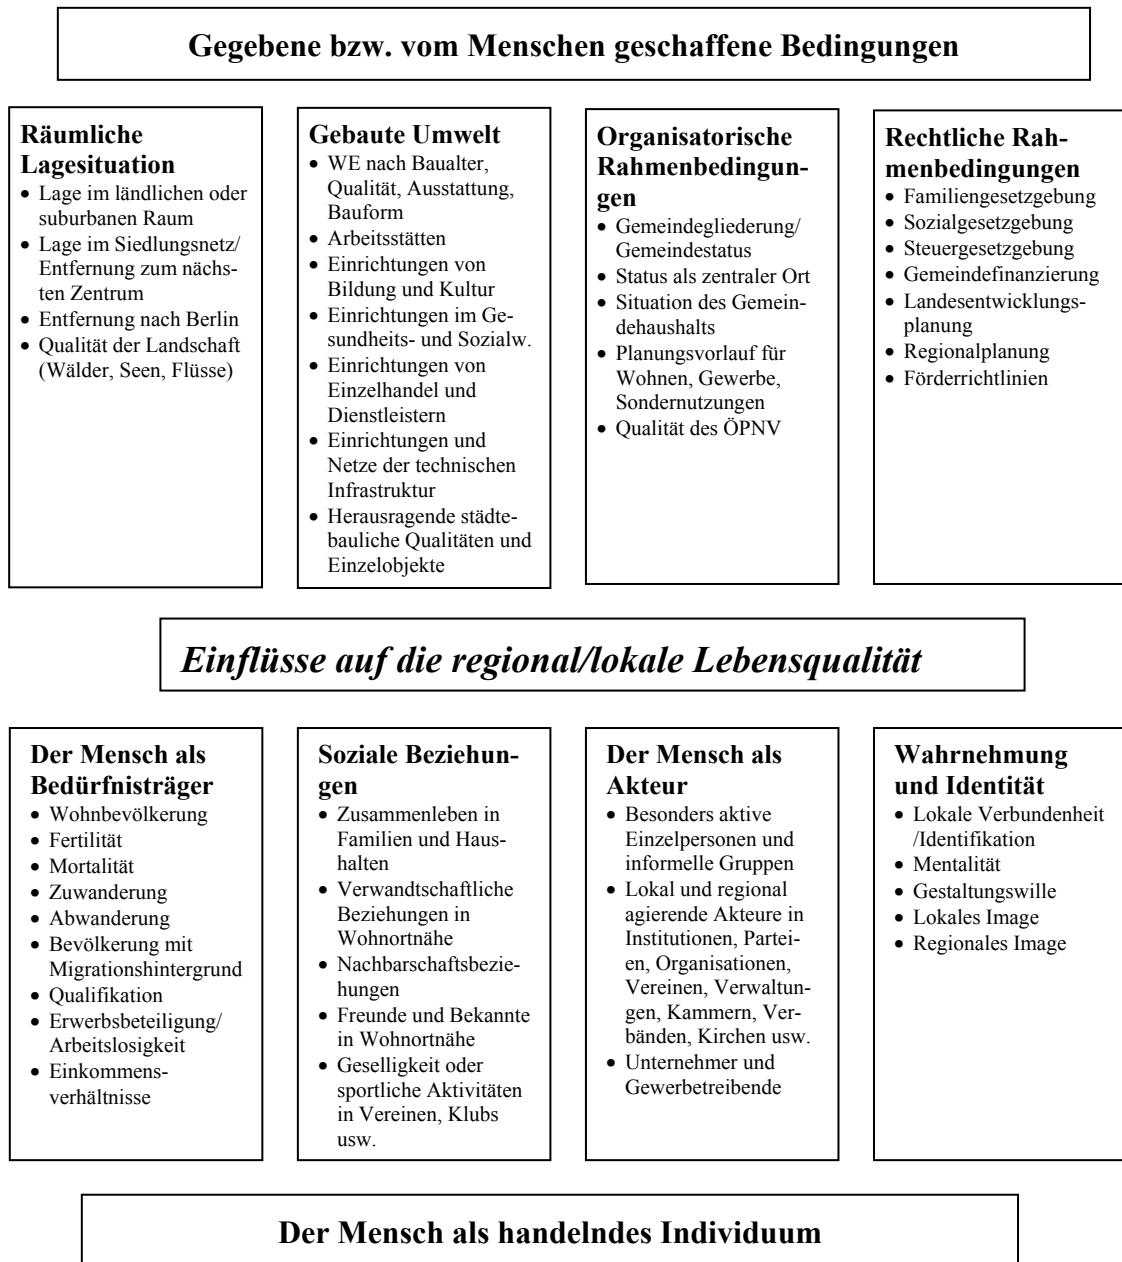 Gegebene bzw. vom Menschen geschaffene Bedingungen
Räumliche
Lagesituation
• Lage im ländlichen oder
suburbanen Raum
• Lage im Siedlungsnetz/
Entfernung zum nächs-
ten Zentrum
• Entfernung nach Berlin
• Qualität der Landschaft
(Wälder, Seen, Flüsse)
Gebaute Umwelt
• WE nach Baualter,
Qualität, Ausstattung,
Bauform
• Arbeitsstätten
• Einrichtungen von
Bildung und Kultur
• Einrichtungen im Ge-
sundheits- und Sozialw.
• Einrichtungen von
Einzelhandel und
Dienstleistern
• Einrichtungen und
Netze der technischen
Infrastruktur
• Herausragende städte-
bauliche Qualitäten und
Einzelobjekte
Organisatorische
Rahmenbedingun-
gen
• Gemeindegliederung/
Gemeindestatus
• Status als zentraler Ort
• Situation des Gemein-
dehaushalts
• Planungsvorlauf für
Wohnen, Gewerbe,
Sondernutzungen
• Qualität des ÖPNV
Rechtliche Rah-
menbedingungen
• Familiengesetzgebung
• Sozialgesetzgebung
• Steuergesetzgebung
• Gemeindefinanzierung
• Landesentwicklungs-
planung
• Regionalplanung
• Förderrichtlinien
Einflüsse auf die regional/lokale Lebensqualität
Der Mensch als
Bedürfnisträger
• Wohnbevölkerung
• Fertilität
• Mortalität
• Zuwanderung
• Abwanderung
• Bevölkerung mit
Migrationshintergrund
• Qualifikation
• Erwerbsbeteiligung/
Arbeitslosigkeit
• Einkommens-
verhältnisse
Soziale Beziehun-
gen
• Zusammenleben in
Familien und Haus-
halten
• Verwandtschaftliche
Beziehungen in
Wohnortnähe
• Nachbarschaftsbezie-
hungen
• Freunde und Bekannte
in Wohnortnähe
• Geselligkeit oder
sportliche Aktivitäten
in Vereinen, Klubs
usw.
Der Mensch als
Akteur
• Besonders aktive
Einzelpersonen und
informelle Gruppen
• Lokal und regional
agierende Akteure in
Institutionen, Partei-
en, Organisationen,
Vereinen, Verwaltun-
gen, Kammern, Ver-
bänden, Kirchen usw.
• Unternehmer und
Gewerbetreibende
Wahrnehmung
und Identität
• Lokale Verbundenheit
/Identifikation
• Mentalität
• Gestaltungswille
• Lokales Image
• Regionales Image
Der Mensch als handelndes Individuum